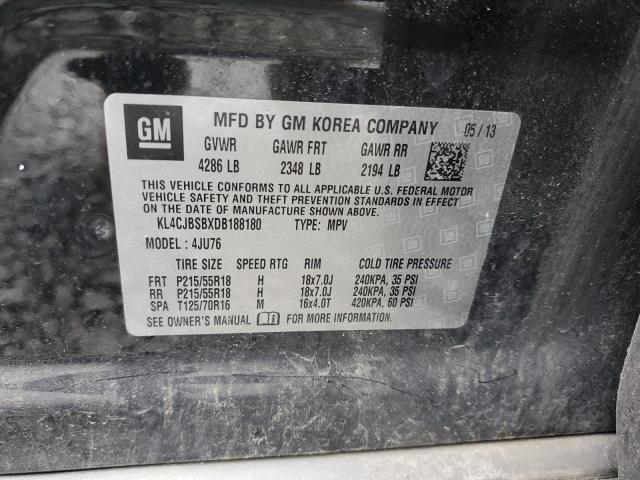 GM
MFD BY GM KOREA COMPANY 05/13
GVWR GAWR FRT GAWR RR
4286 LB 2348 LB 2194 LB
THIS VEHICLE CONFORMS TO ALL APPLICABLE U.S. FEDERAL MOTOR
VEHICLE SAFETY AND THEFT PREVENTION STANDARDS IN EFFECT ON
THE DATE OF MANUFACTURE SHOWN ABOVE.
KL4CJBSBXDB188180 TYPE: MPV
MODEL : 4JU76
TIRE SIZE SPEED RTG RIM COLD TIRE PRESSURE
FRT P215/55R18 H 18x7.0J 240KPA, 35 PSI
RR P215/55R18 H 18x7.0J 240KPA, 35 PSI
SPA T125/70R16 M 16x4.0T 420KPA, 60 PSI
SEE OWNER'S MANUAL FOR MORE INFORMATION.